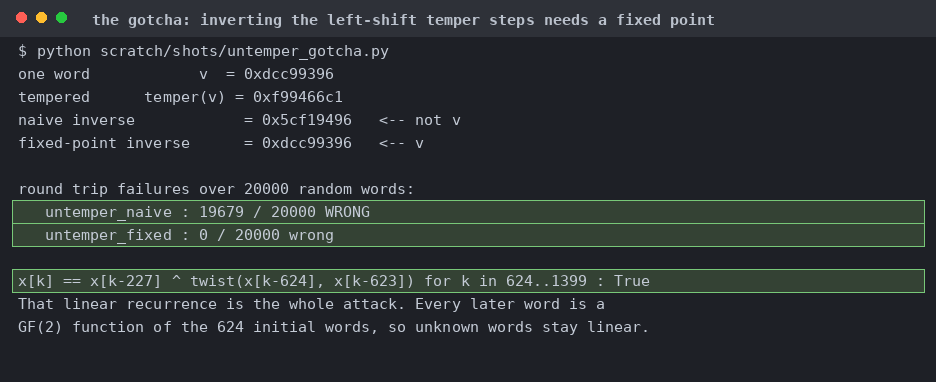 the gotcha: inverting the left-shift temper steps needs a fixed point
$ python scratch/shots/untemper_gotcha.py
one word            v  = 0xdcc99396
tempered      temper(v) = 0xf99466c1
naive inverse            = 0x5cf19496   <-- not v
fixed-point inverse      = 0xdcc99396   <-- v
round trip failures over 20000 random words:
   untemper_naive : 19679 / 20000 WRONG
   untemper_fixed : 0 / 20000 wrong
x[k] == x[k-227] ^ twist(x[k-624], x[k-623]) for k in 624..1399 : True
That linear recurrence is the whole attack. Every later word is a
GF(2) function of the 624 initial words, so unknown words stay linear.